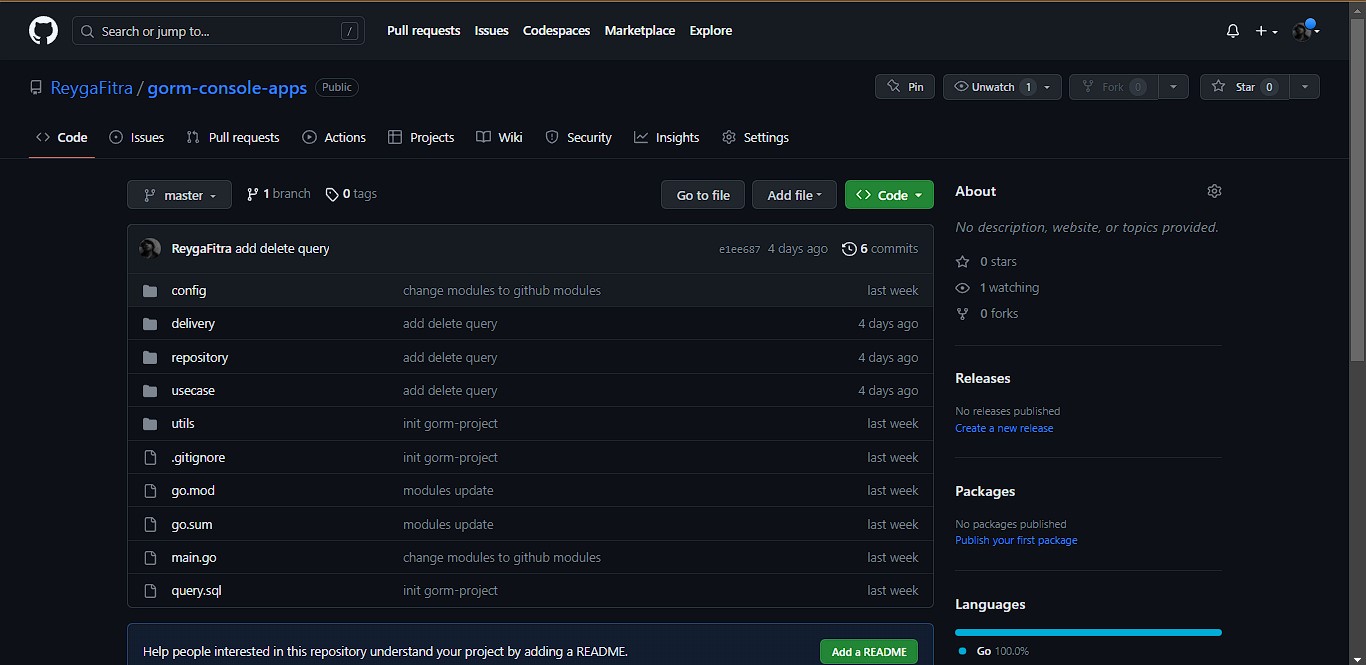 Search or jump to... / Pull requests Issues Codespaces Marketplace Explore
ReygaFitra / gorm-console-apps Public Pin Unwatch 1 Fork 0 Star 0
Code Issues Pull requests Actions Projects Wiki Security Insights Settings
master 1 branch 0 tags Go to file Add file Code
ReygaFitra add delete query e1ee687 4 days ago 6 commits
config change modules to github modules last week
delivery add delete query 4 days ago
repository add delete query 4 days ago
usecase add delete query 4 days ago
utils init gorm-project last week
.gitignore init gorm-project last week
go.mod modules update last week
go.sum modules update last week
main.go change modules to github modules last week
query.sql init gorm-project last week
Help people interested in this repository understand your project by adding a README. Add a README
About
No description, website, or topics provided.
0 stars
1 watching
0 forks
Releases
No releases published
Create a new release
Packages
No packages published
Publish your first package
Languages
Go 100.0%